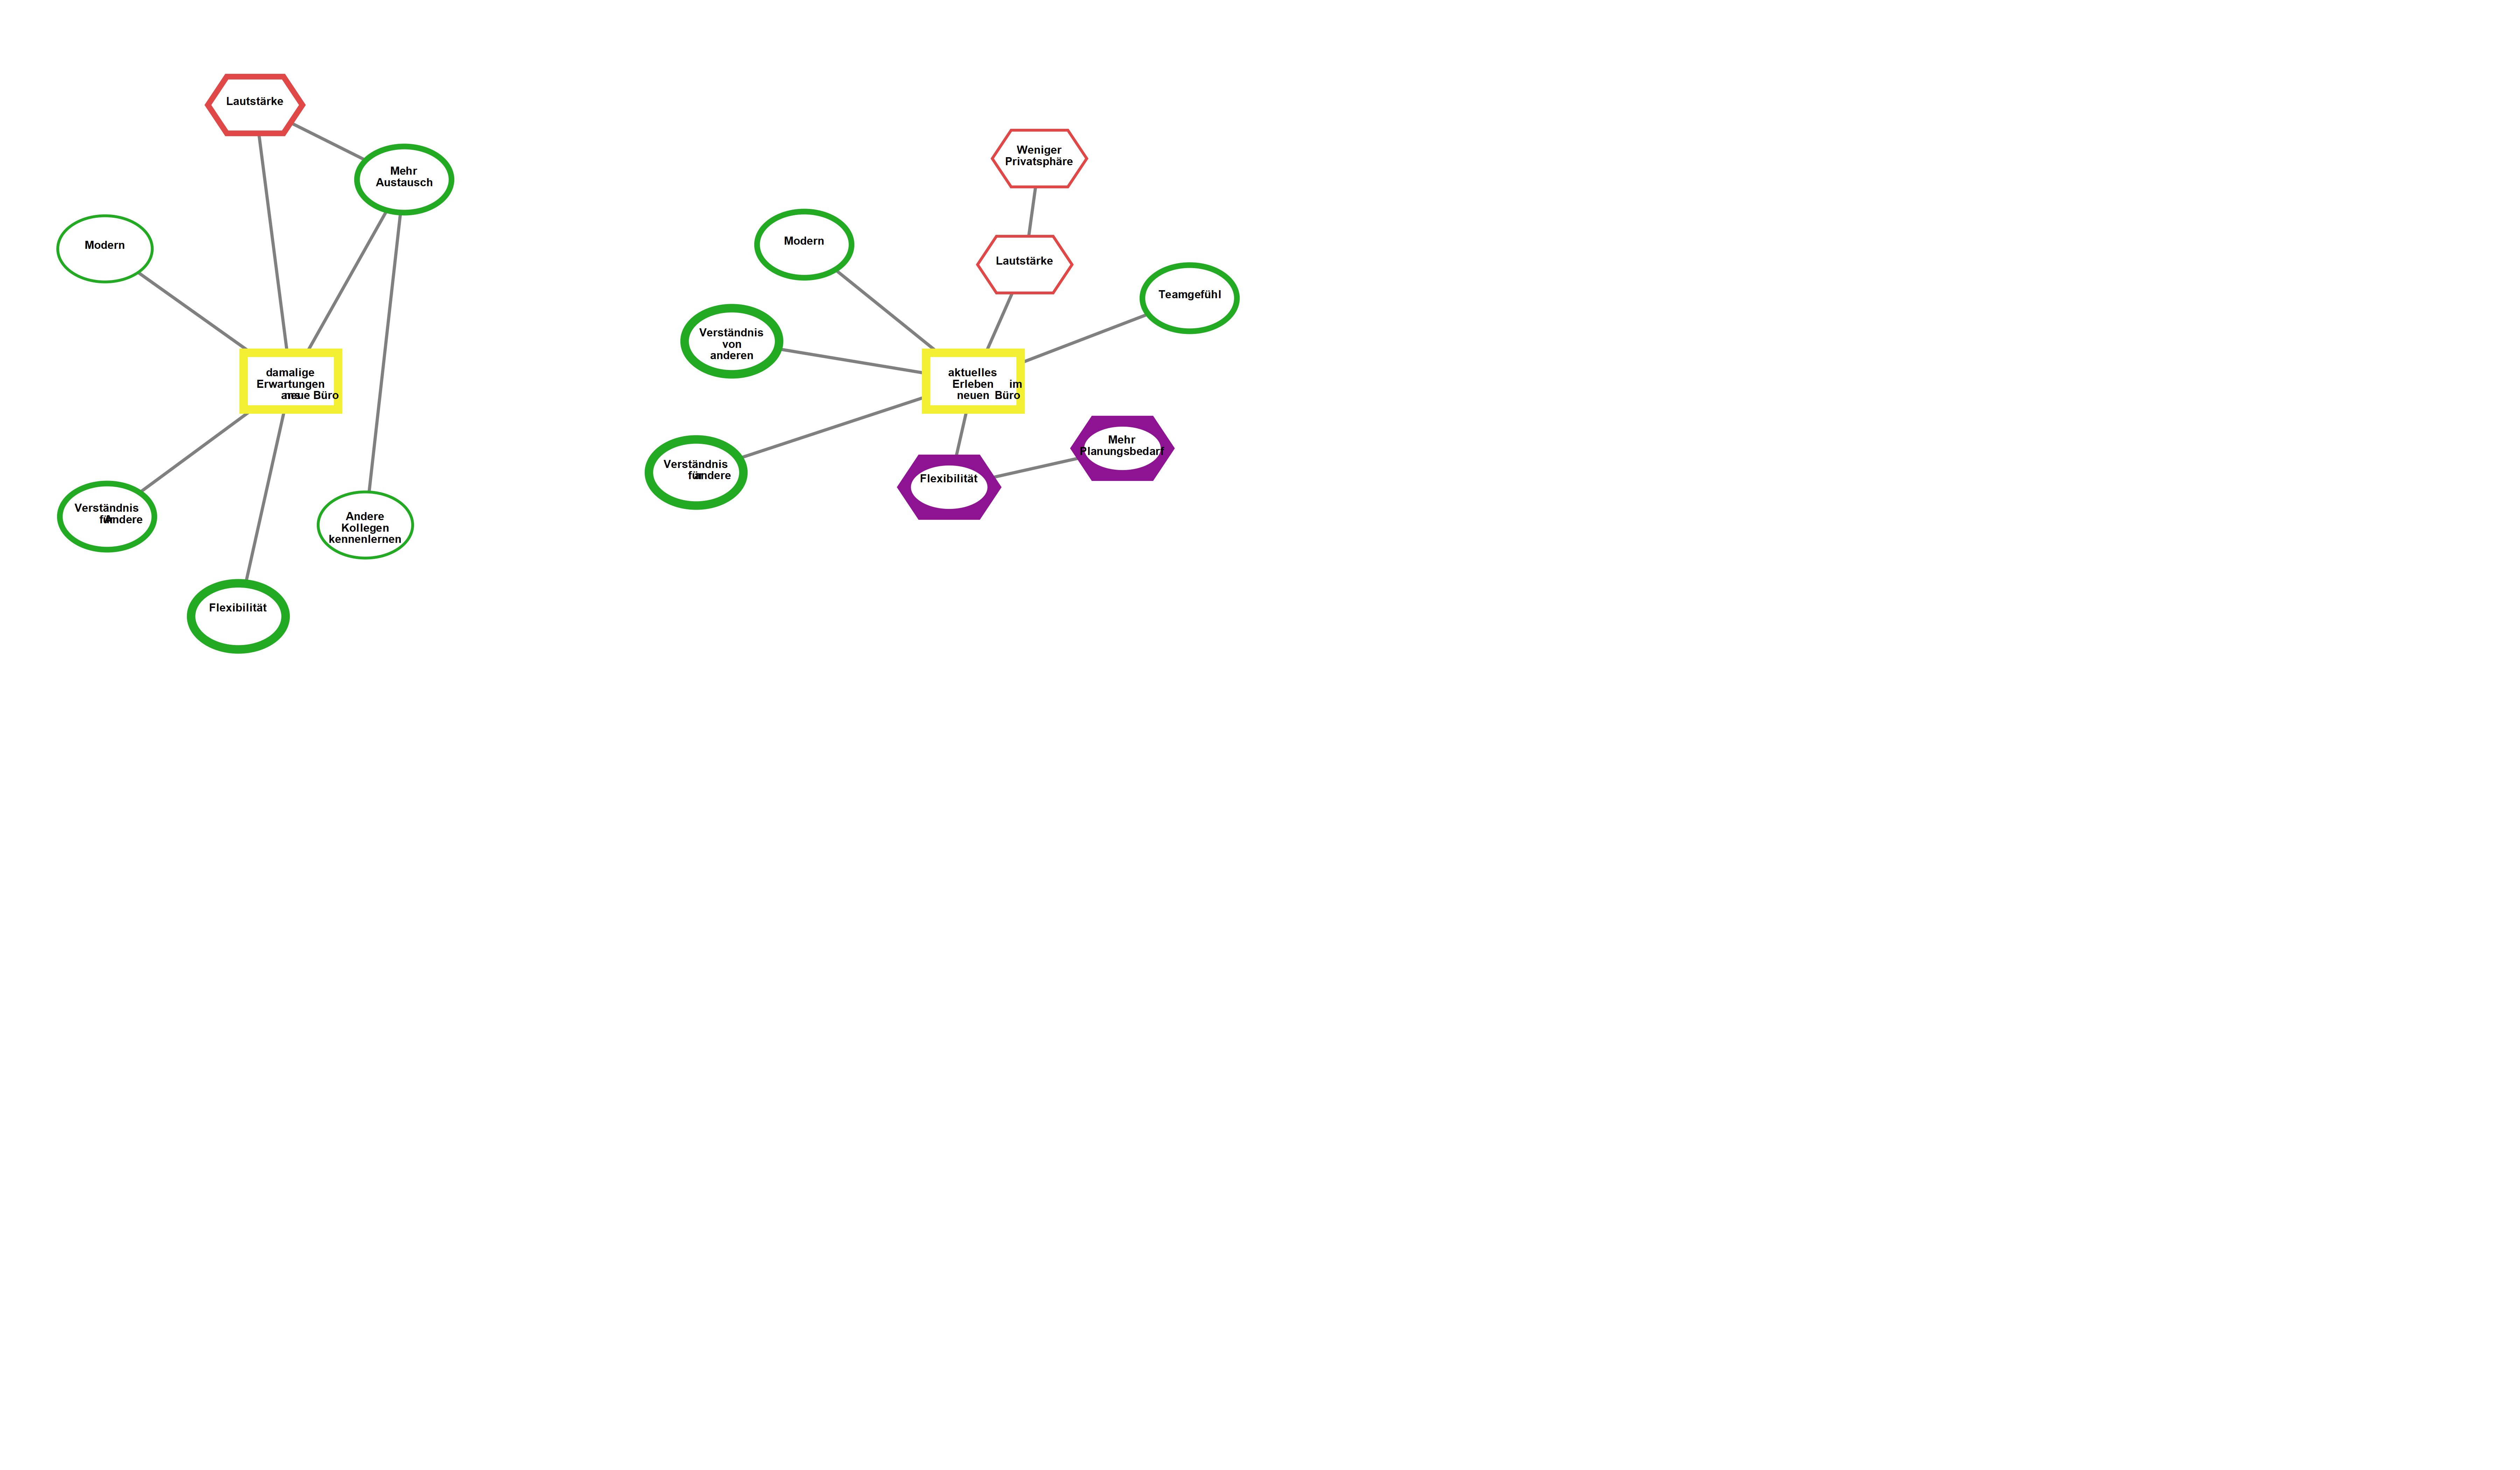 Lautstärke
Mehr
Austausch
Modern
damalige
Erwartungen
ans neue Büro
Verständnis
für Andere
Andere
Kollegen
kennenlernen
Flexibilität
Weniger
Privatsphäre
Modern
Lautstärke
Teamgefühl
Verständnis
von
anderen
aktuelles
Erleben im
neuen Büro
Mehr
Planungsbedarf
Verständnis
für andere
Flexibilität